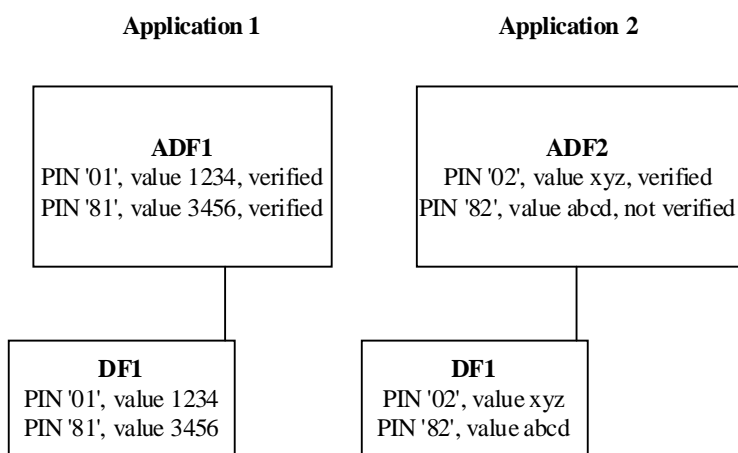 Application 1
Application 2
ADF1
PIN '01', value 1234, verified
PIN '81', value 3456, verified
ADF2
PIN '02', value xyz, verified
PIN '82', value abcd, not verified
DF1
PIN '01', value 1234
PIN '81', value 3456
DF1
PIN '02', value xyz
PIN '82', value abcd